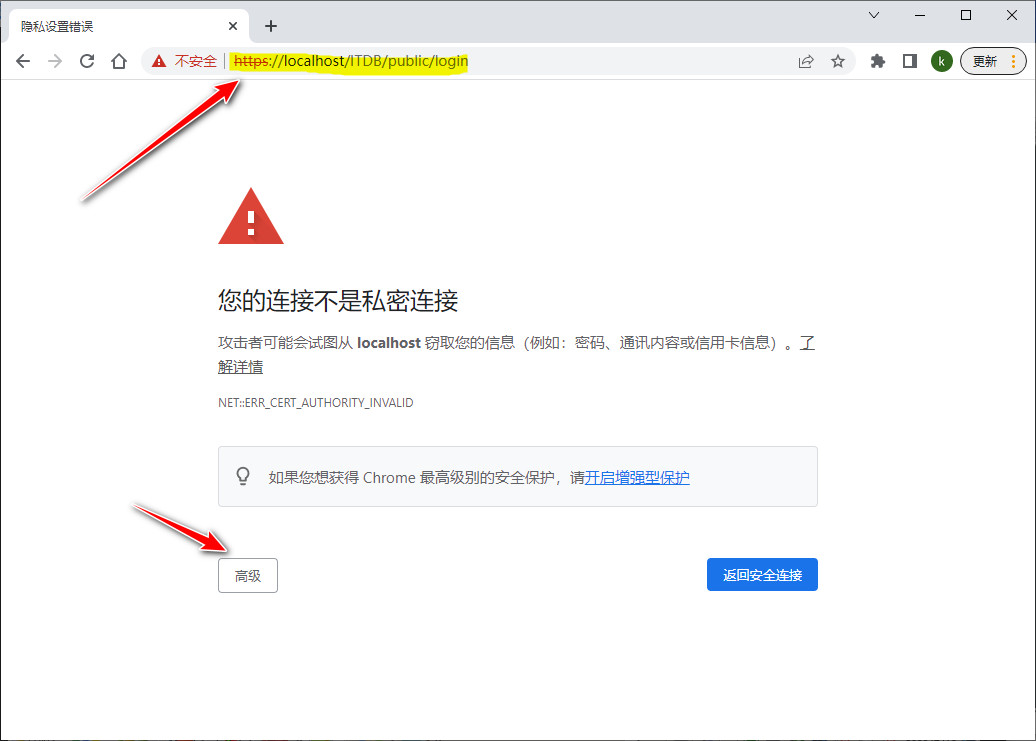 隐私设置错误
不安全 https://localhost/ITDB/public/login
k
更新
您的连接不是私密连接
攻击者可能会试图从 localhost 窃取您的信息（例如：密码、通讯内容或信用卡信息）。了
解详情
NET::ERR_CERT_AUTHORITY_INVALID
如果您想获得 Chrome 最高级别的安全保护，请开启增强型保护
高级
返回安全连接